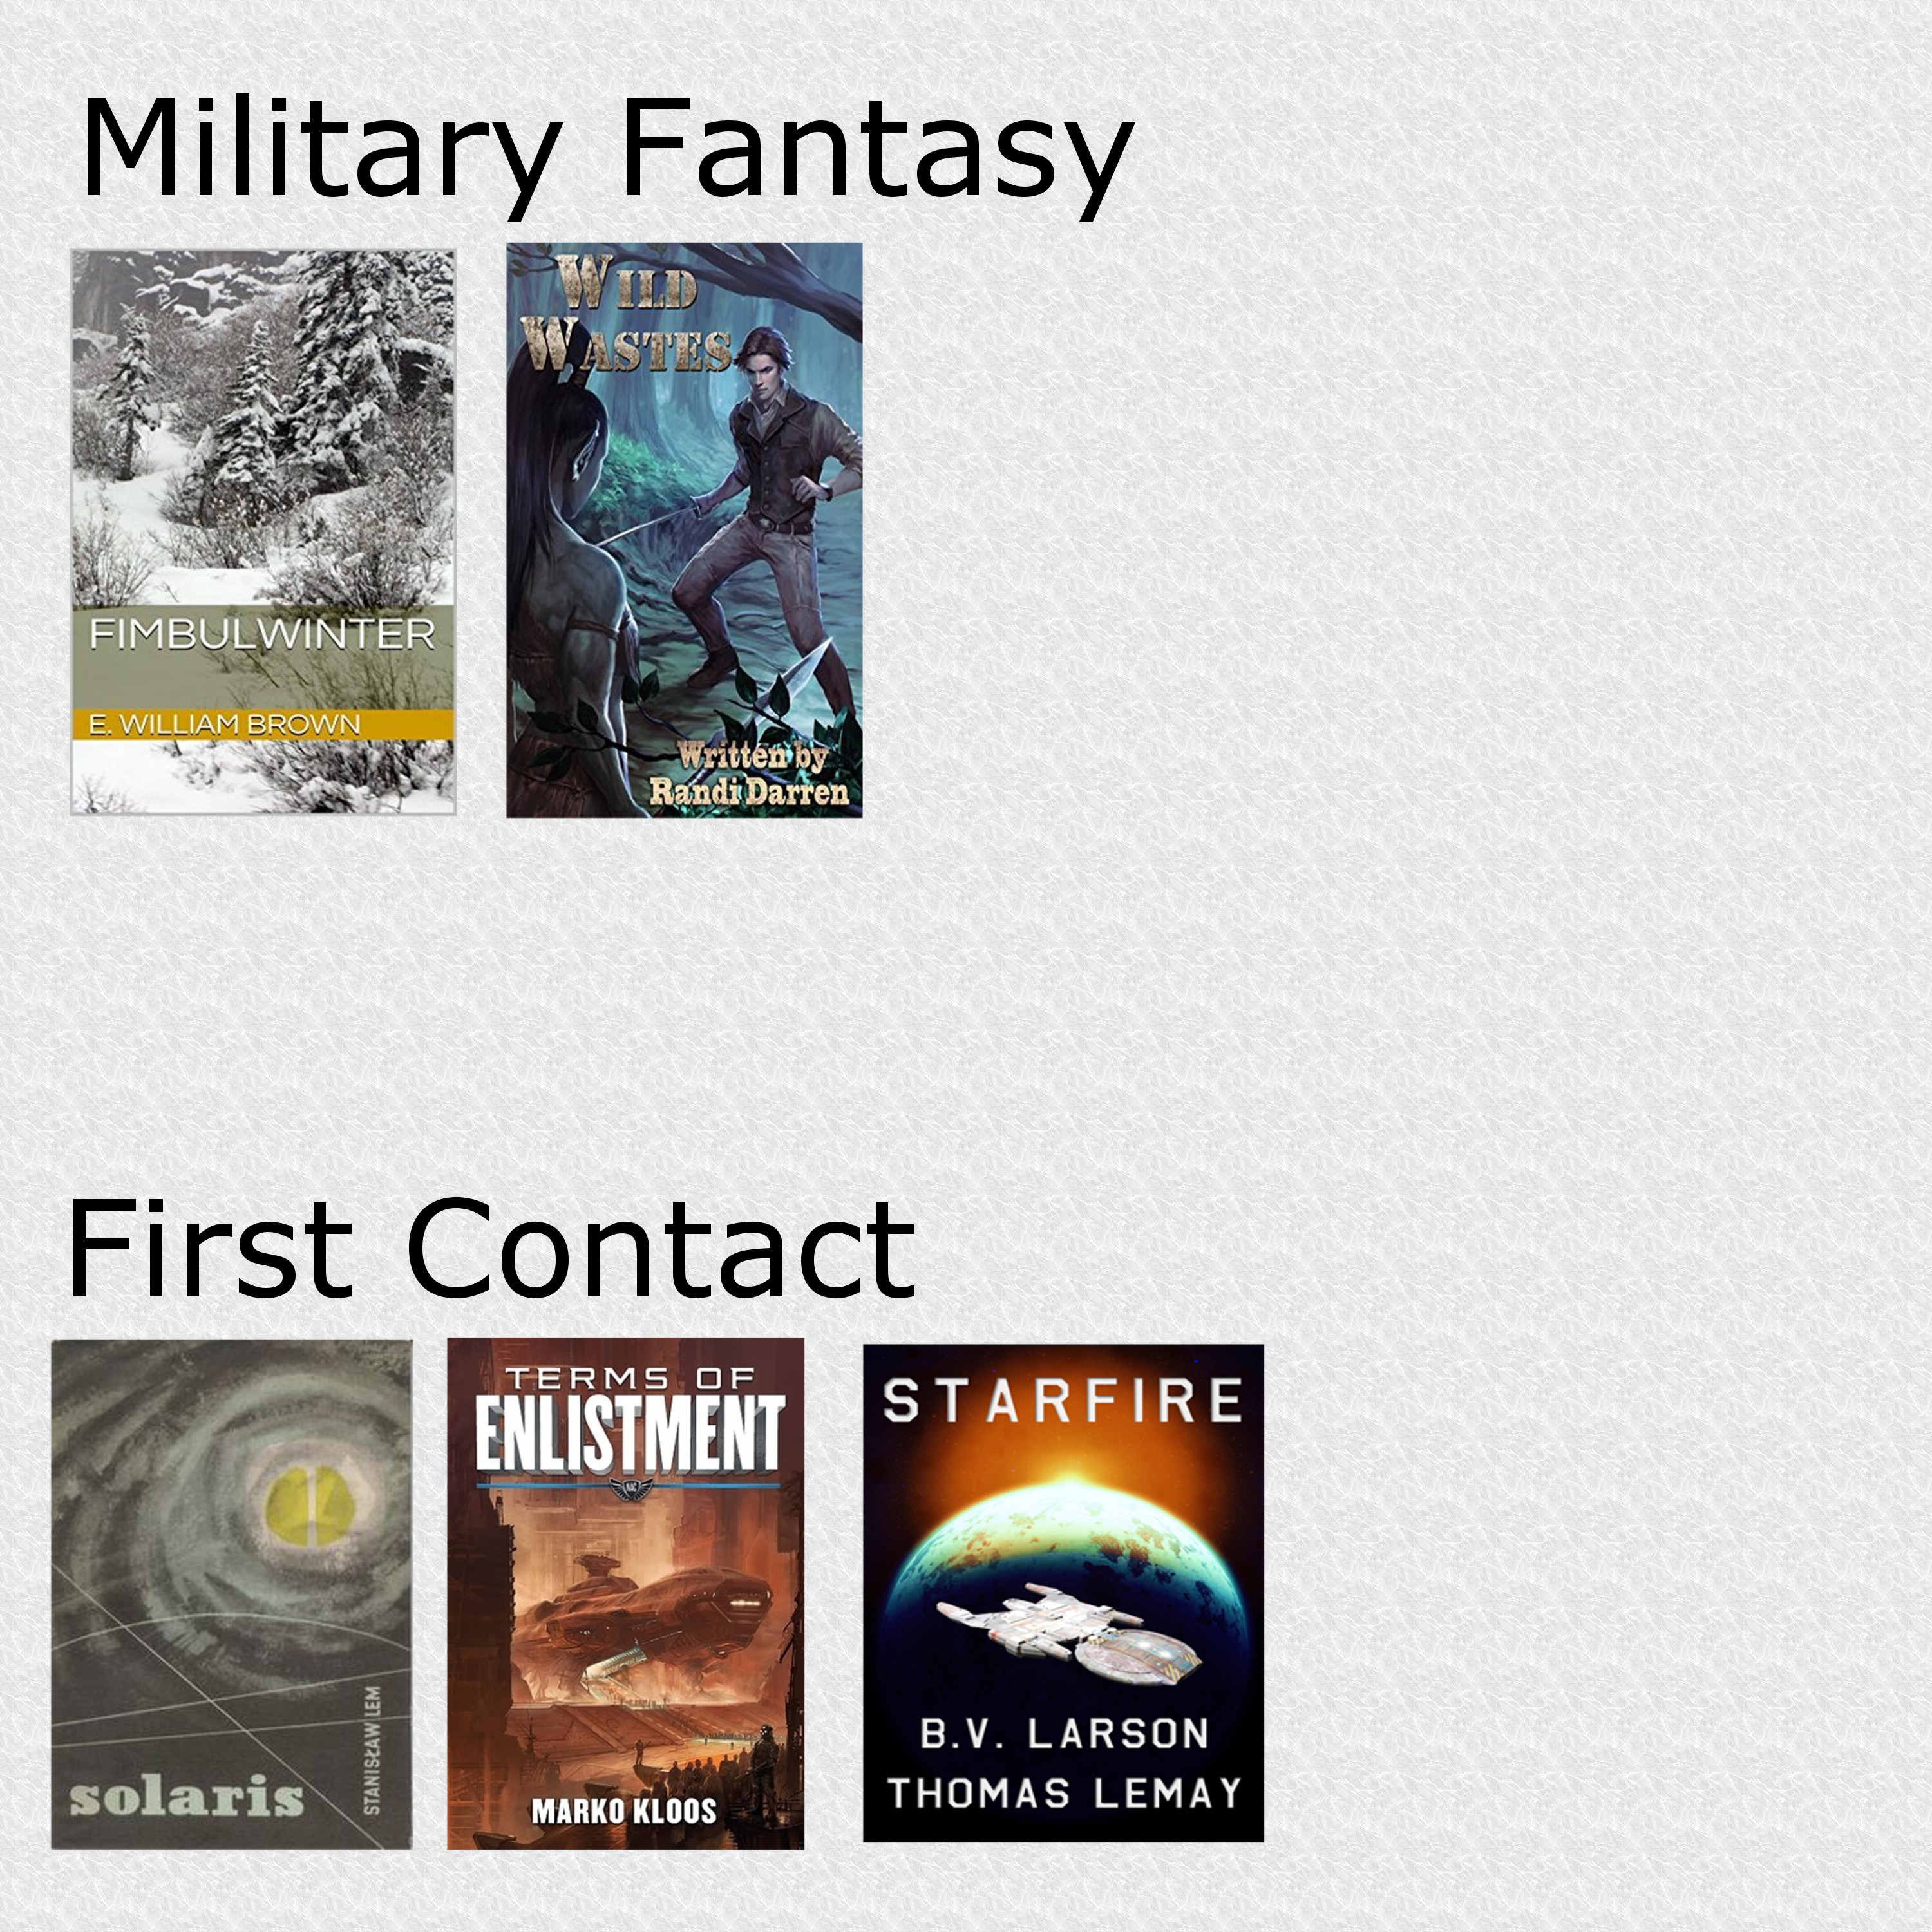 Military Fantasy
FIMBULWINTER
E. WILLIAM BROWN
WILD
WASTES
Written by
Randi Darren
First Contact
solaris
STANISŁAW LEM
TERMS OF
ENLISTMENT
NAC
MARKO KLOOS
STARFIRE
B.V. LARSON
THOMAS LEMAY